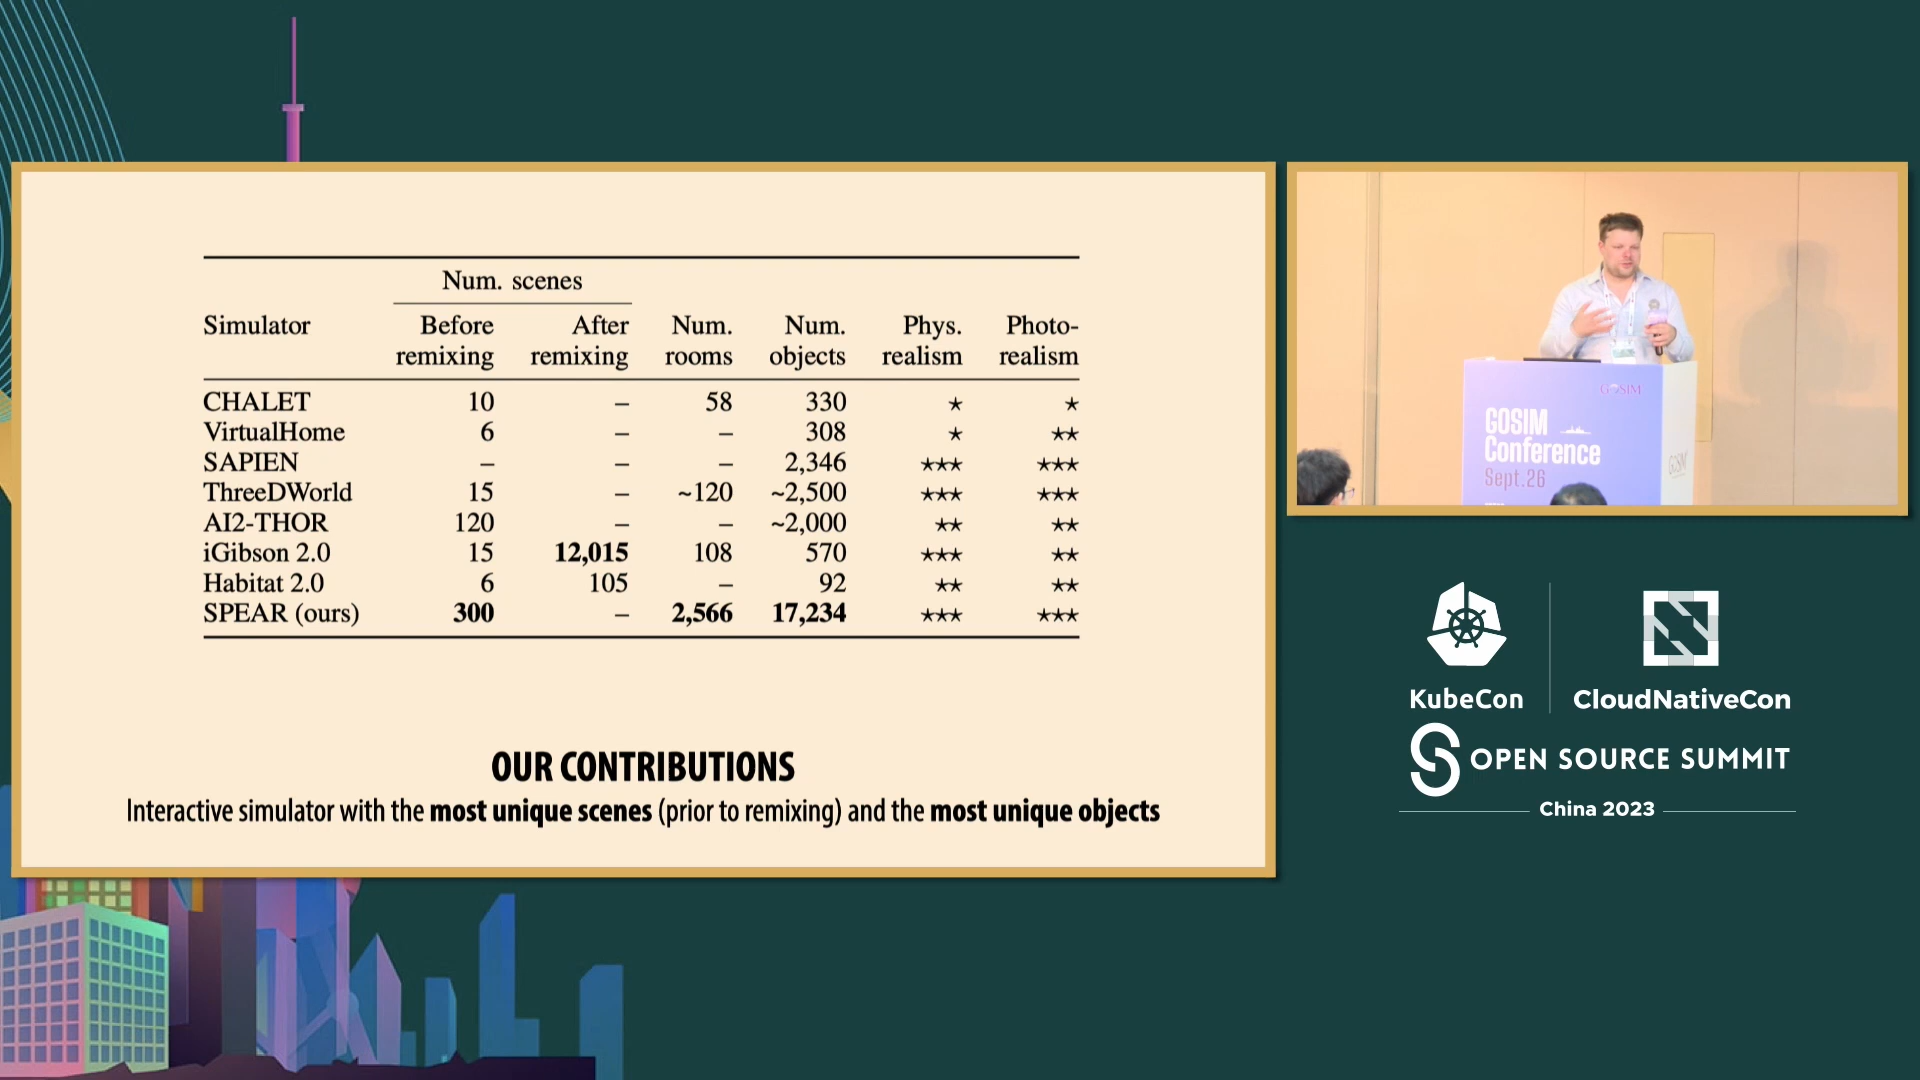 Num. scenes
Simulator Before remixing After remixing Num. rooms Num. objects Phys. realism Photo-realism
CHALET 10 – 58 330 ⋆ ⋆
VirtualHome 6 – – 308 ⋆ ⋆⋆
SAPIEN – – – 2,346 ⋆⋆⋆ ⋆⋆⋆
ThreeDWorld 15 – ~120 ~2,500 ⋆⋆⋆ ⋆⋆⋆
AI2-THOR 120 – – ~2,000 ⋆⋆ ⋆⋆
iGibson 2.0 15 12,015 108 570 ⋆⋆⋆ ⋆⋆
Habitat 2.0 6 105 – 92 ⋆⋆ ⋆⋆
SPEAR (ours) 300 – 2,566 17,234 ⋆⋆⋆ ⋆⋆⋆
OUR CONTRIBUTIONS
Interactive simulator with the most unique scenes (prior to remixing) and the most unique objects
GOSIM
GOSIM
Conference
Sept.26
GOSIM
KubeCon
CloudNativeCon
OPEN SOURCE SUMMIT
China 2023